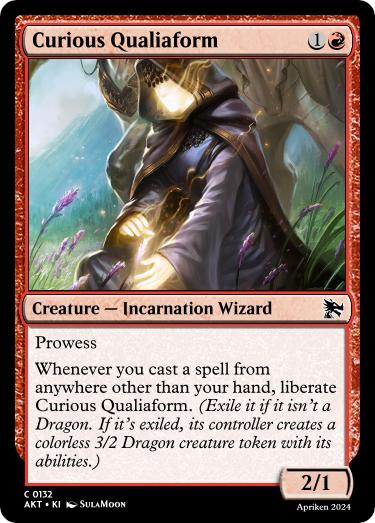 Curious Qualiaform 1
Creature — Incarnation Wizard
Prowess
Whenever you cast a spell from
anywhere other than your hand, liberate
Curious Qualiaform. (Exile it if it isn't a
Dragon. If it's exiled, its controller creates a
colorless 3/2 Dragon creature token with its
abilities.)
2/1
C 0132
AKT • KI SulaMoon
Apriken 2024